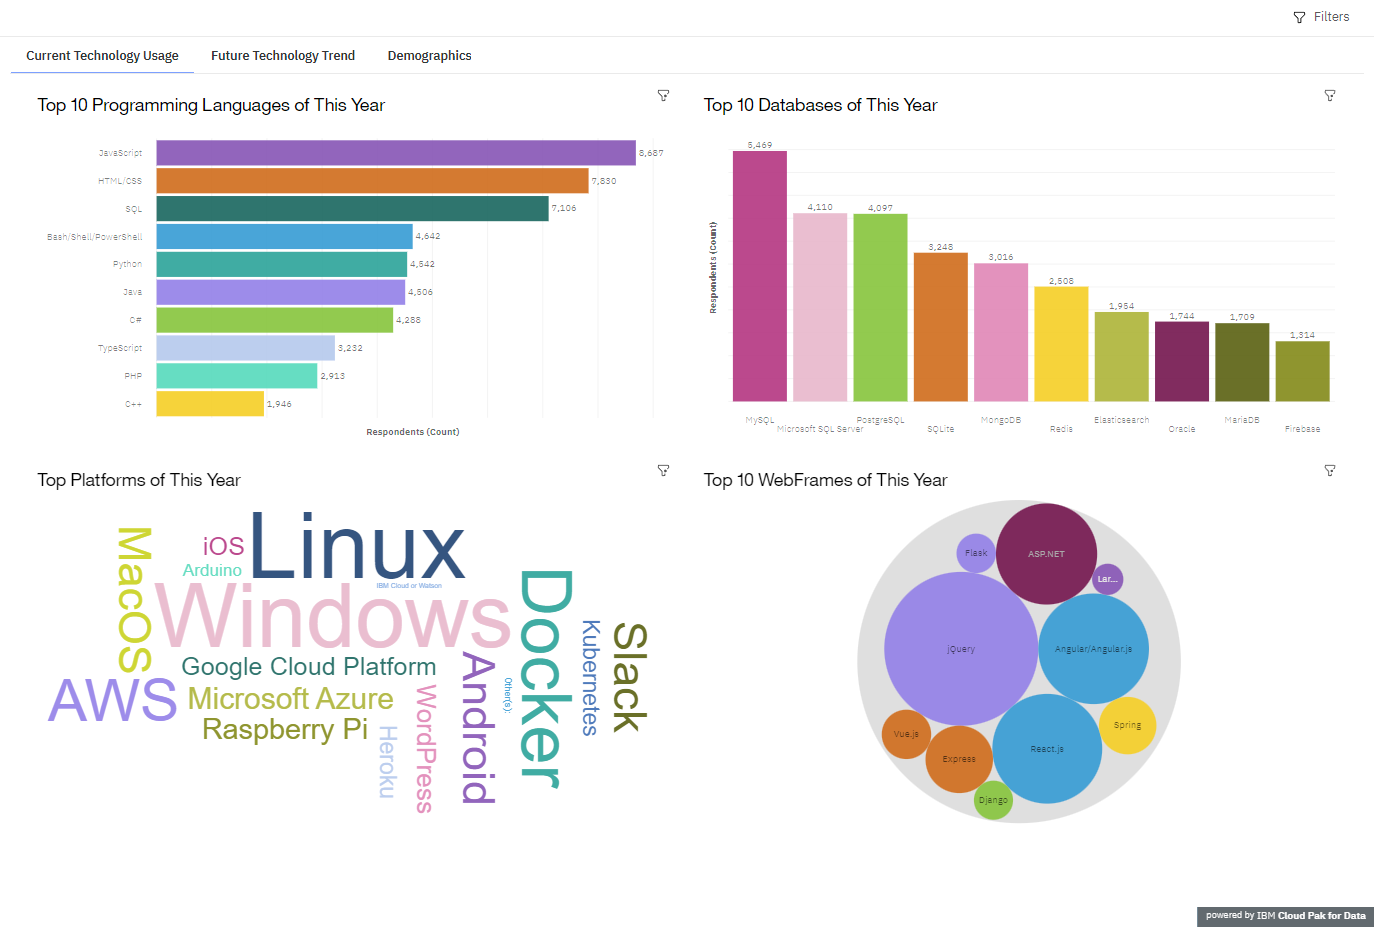 Filters
Current Technology Usage
Future Technology Trend
Demographics
Top 10 Programming Languages of This Year
JavaScript
8,687
HTML/CSS
7,830
SQL
7,106
Bash/Shell/PowerShell
4,642
Python
4,542
Java
4,506
C#
4,288
TypeScript
3,232
PHP
2,913
C++
1,946
Respondents (Count)
Top 10 Databases of This Year
Respondents (Count)
5,469
4,110
4,097
3,248
3,016
2,508
1,954
1,744
1,709
1,314
MySQL
Microsoft SQL Server
PostgreSQL
SQLite
MongoDB
Redis
Elasticsearch
Oracle
MariaDB
Firebase
Top Platforms of This Year
Linux
iOS
Arduino
IBM Cloud or Watson
MacOS
Windows
Docker
Kubernetes
Slack
Google Cloud Platform
AWS
Microsoft Azure
Raspberry Pi
Heroku
WordPress
Android
Other(s):
Top 10 WebFrames of This Year
Flask
ASP.NET
Lar...
jQuery
Angular/Angular.js
Vue.js
Express
React.js
Spring
Django
powered by IBM Cloud Pak for Data